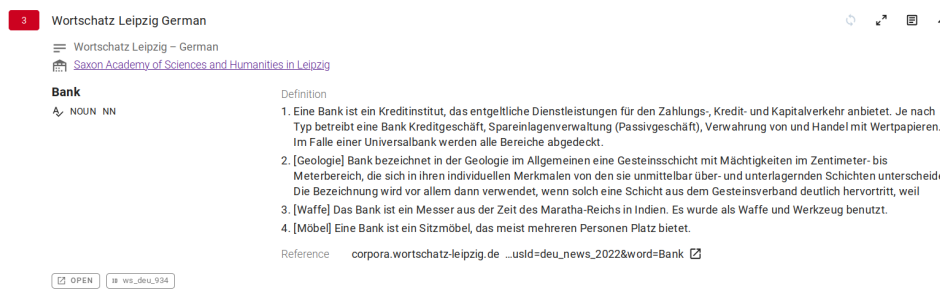 3 Wortschatz Leipzig German
Wortschatz Leipzig – German
Saxon Academy of Sciences and Humanities in Leipzig
Bank
NOUN NN
Definition
1. Eine Bank ist ein Kreditinstitut, das entgeltliche Dienstleistungen für den Zahlungs-, Kredit- und Kapitalverkehr anbietet. Je nach
Typ betreibt eine Bank Kreditgeschäft, Spareinlagenverwaltung (Passivgeschäft), Verwahrung von und Handel mit Wertpapieren.
Im Falle einer Universalbank werden alle Bereiche abgedeckt.
2. [Geologie] Bank bezeichnet in der Geologie im Allgemeinen eine Gesteinsschicht mit Mächtigkeiten im Zentimeter- bis
Meterbereich, die sich in ihren individuellen Merkmalen von den sie unmittelbar über- und unterlagernden Schichten unterscheide
Die Bezeichnung wird vor allem dann verwendet, wenn solch eine Schicht aus dem Gesteinsverband deutlich hervortritt, weil
3. [Waffe] Das Bank ist ein Messer aus der Zeit des Maratha-Reichs in Indien. Es wurde als Waffe und Werkzeug benutzt.
4. [Möbel] Eine Bank ist ein Sitzmöbel, das meist mehreren Personen Platz bietet.
Reference corpora.wortschatz-leipzig.de ...usId=deu_news_2022&word=Bank
OPEN ws_deu_934